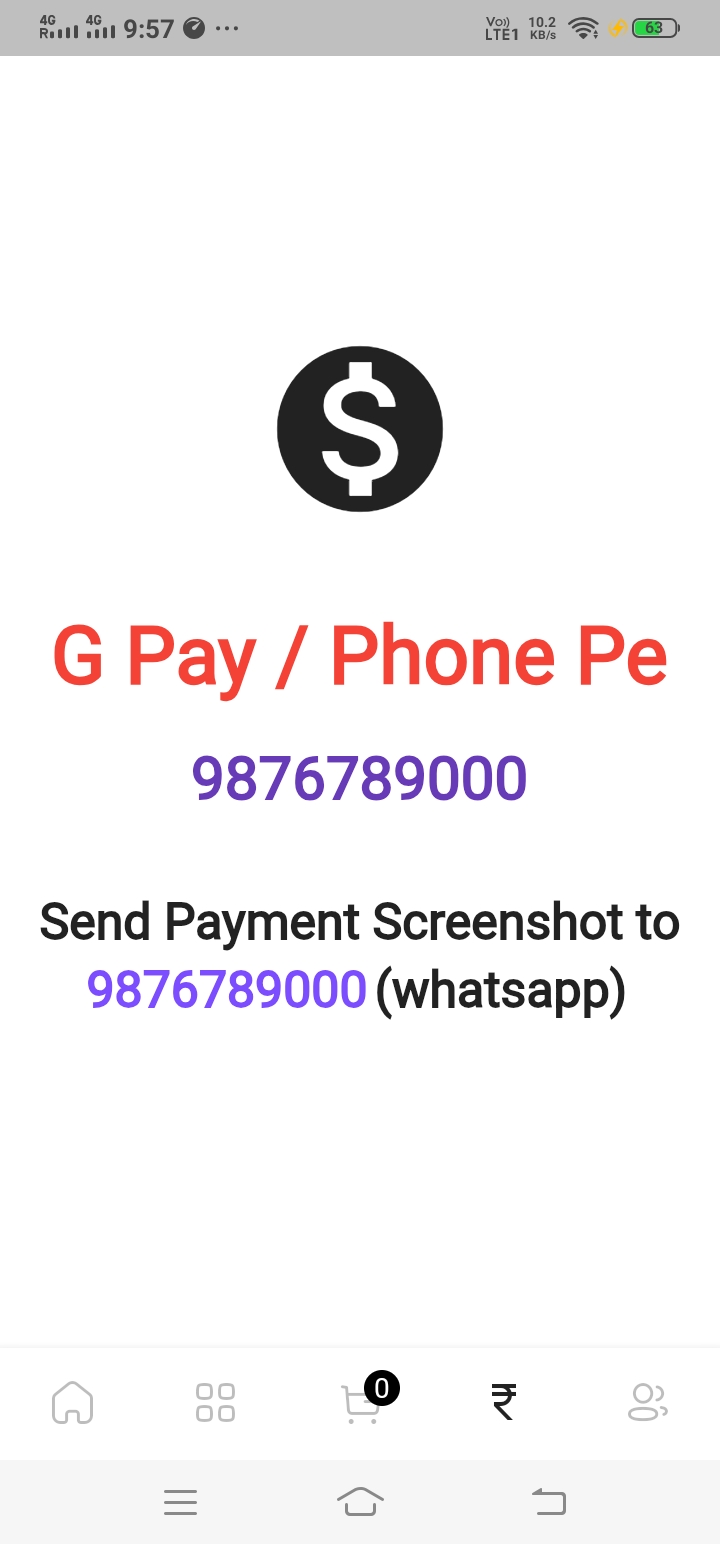 4G 4G 9:57 ... Vo)) LTE1 10.2 KB/s 63
R
$
G Pay / Phone Pe
9876789000
Send Payment Screenshot to
9876789000 (whatsapp)
0
₹